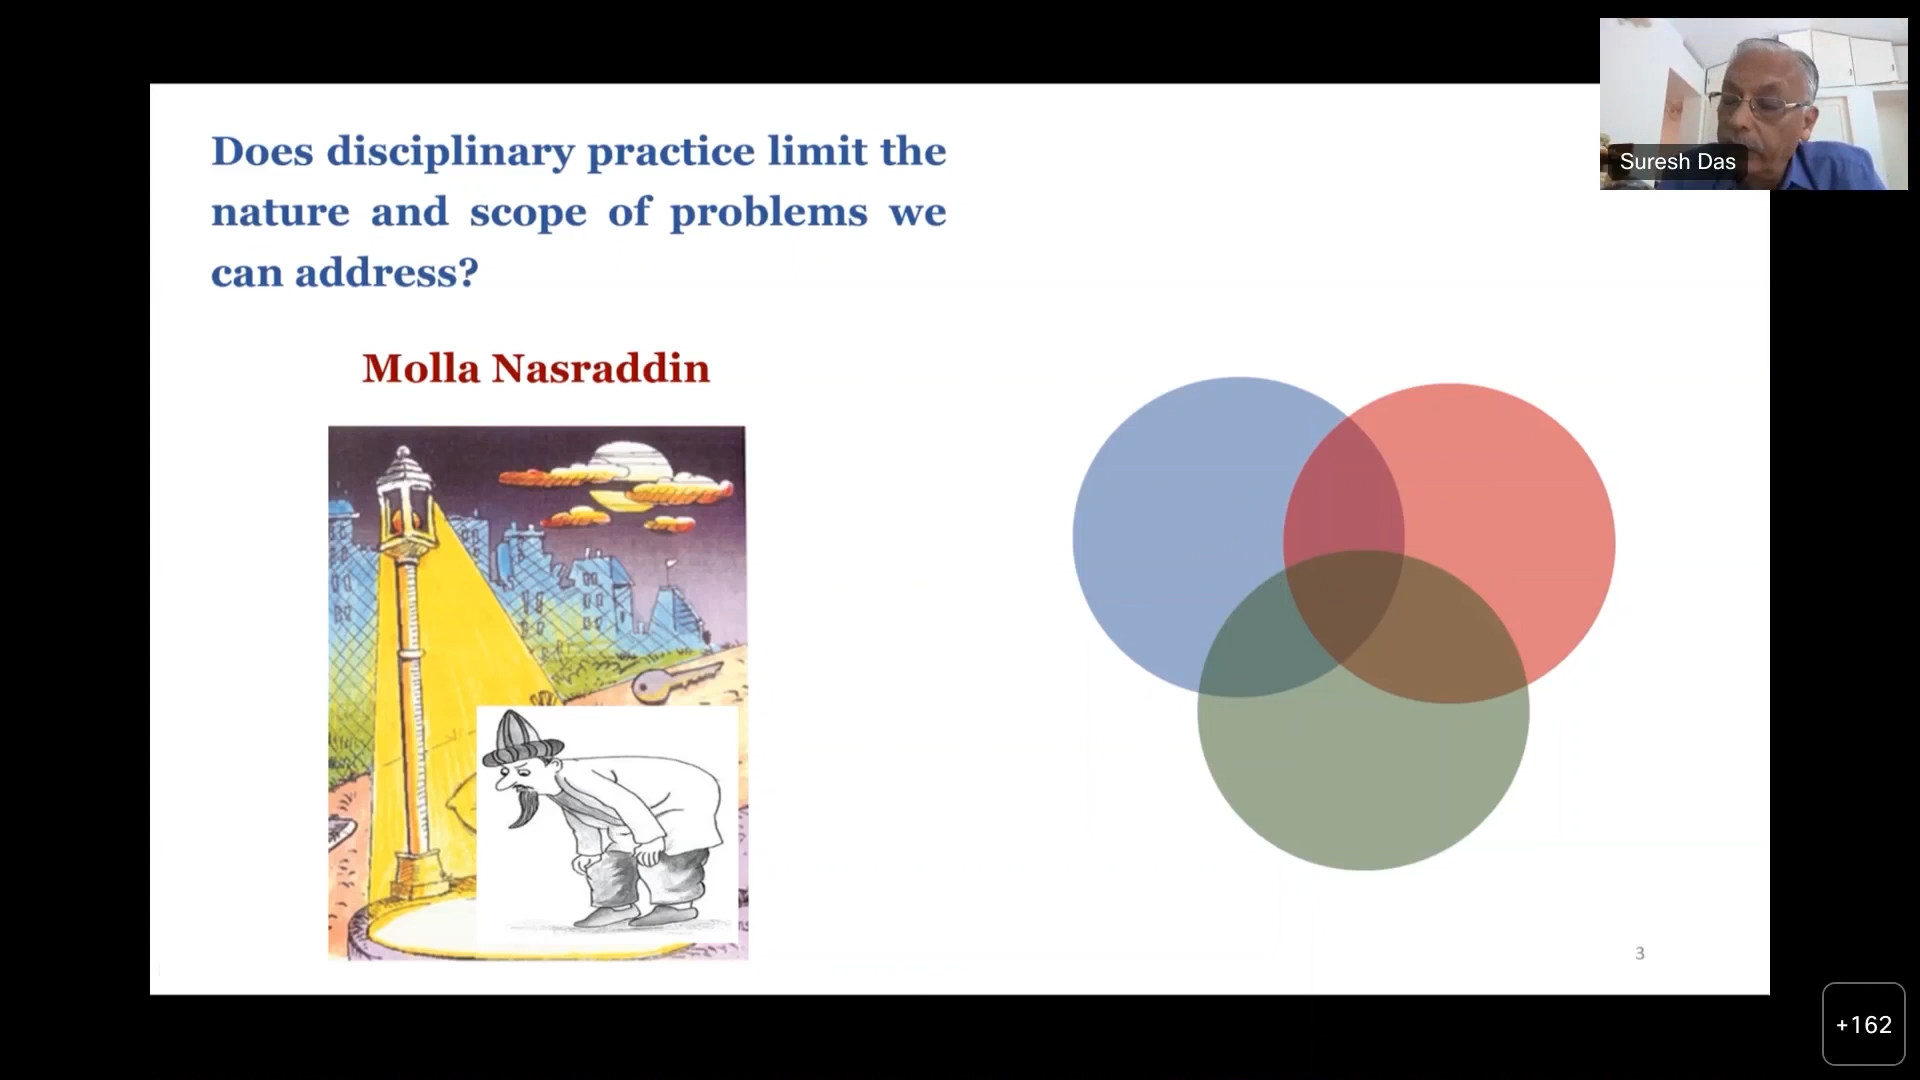 Does disciplinary practice limit the
nature and scope of problems we
can address?
Molla Nasraddin
Suresh Das
3
+162